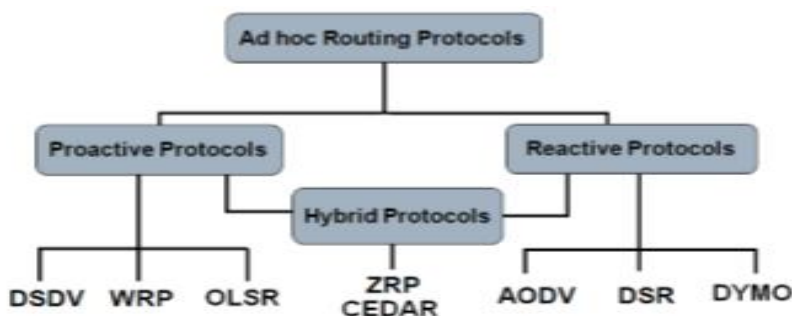 Ad hoc Routing Protocols
Proactive Protocols
Reactive Protocols
Hybrid Protocols
DSDV
WRP
OLSR
ZRP
CEDAR
AODV
DSR
DYMO